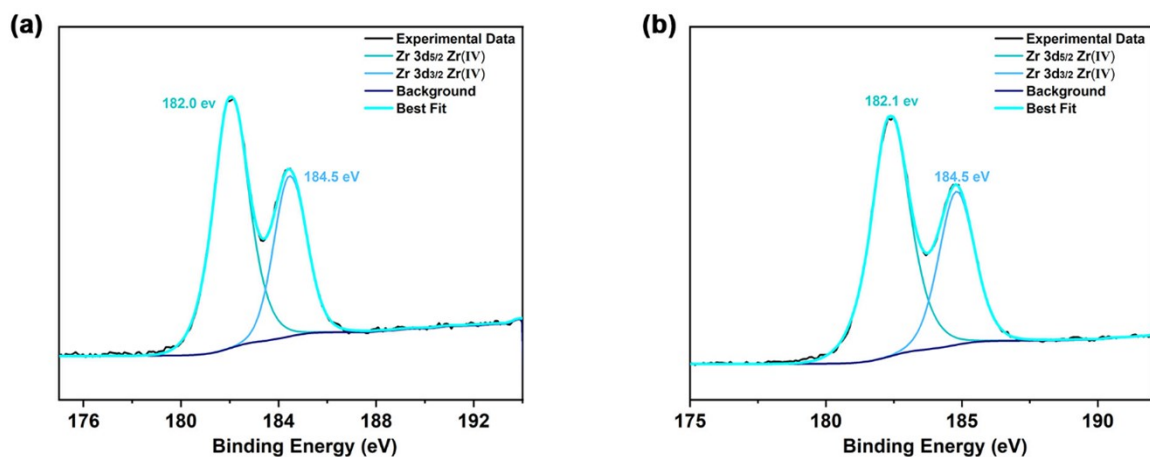 (a)
Experimental Data
Zr 3d5/2 Zr(IV)
Zr 3d3/2 Zr(IV)
Background
Best Fit
182.0 ev
184.5 eV
176 180 184 188 192
Binding Energy (eV)
(b)
Experimental Data
Zr 3d5/2 Zr(IV)
Zr 3d3/2 Zr(IV)
Background
Best Fit
182.1 ev
184.5 eV
175 180 185 190
Binding Energy (eV)